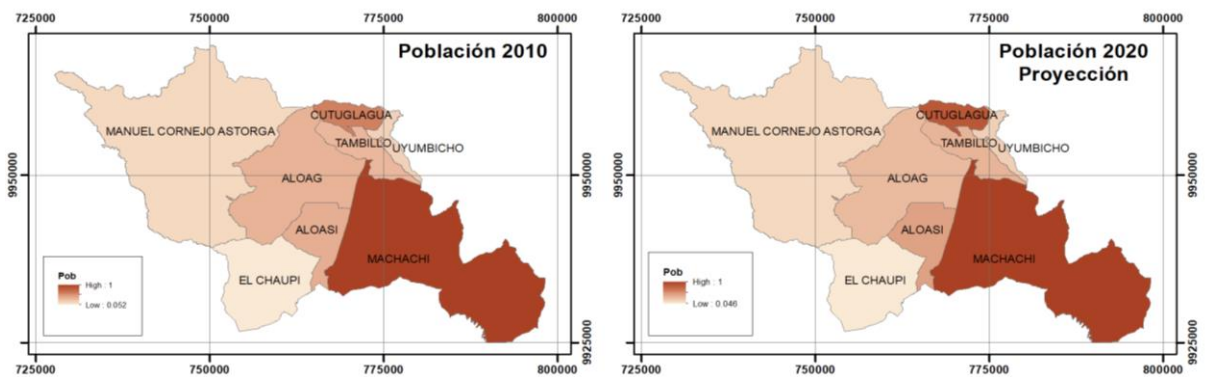 725000 750000 775000 800000
Población 2010
CUTUGLAGUA
MANUEL CORNEJO ASTORGA
TAMBILLO
UYUMBICHO
9950000
9950000
ALOAG
ALOASI
MACHACHI
EL CHAUPI
Pob
High : 1
Low : 0.052
9925000
725000 750000 775000 800000
725000 750000 775000 800000
Población 2020
Proyección
CUTUGLAGUA
MANUEL CORNEJO ASTORGA
TAMBILLO
UYUMBICHO
9950000
9950000
ALOAG
ALOASI
MACHACHI
EL CHAUPI
Pob
High : 1
Low : 0.046
9925000
725000 750000 775000 800000